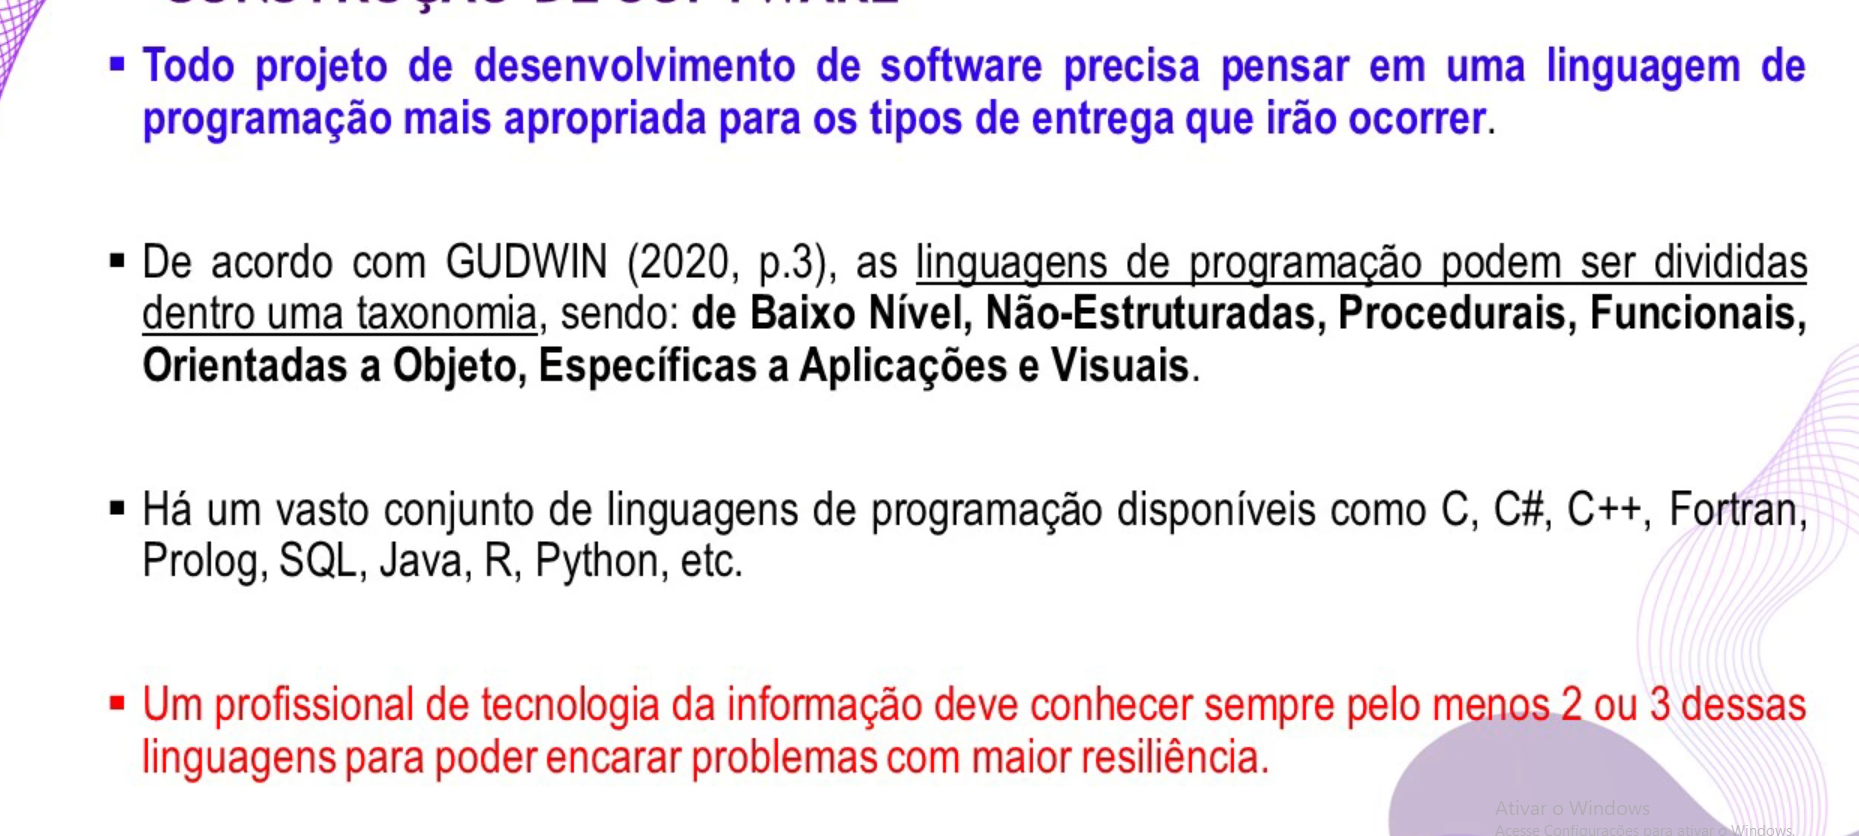 CONSTRUÇÃO DE SOFTWARE
▪ Todo projeto de desenvolvimento de software precisa pensar em uma linguagem de
programação mais apropriada para os tipos de entrega que irão ocorrer.
▪ De acordo com GUDWIN (2020, p.3), as linguagens de programação podem ser divididas
dentro uma taxonomia, sendo: de Baixo Nível, Não-Estruturadas, Procedurais, Funcionais,
Orientadas a Objeto, Específicas a Aplicações e Visuais.
▪ Há um vasto conjunto de linguagens de programação disponíveis como C, C#, C++, Fortran,
Prolog, SQL, Java, R, Python, etc.
▪ Um profissional de tecnologia da informação deve conhecer sempre pelo menos 2 ou 3 dessas
linguagens para poder encarar problemas com maior resiliência.
Ativar o Windows
Acesse Configurações para ativar o Windows.